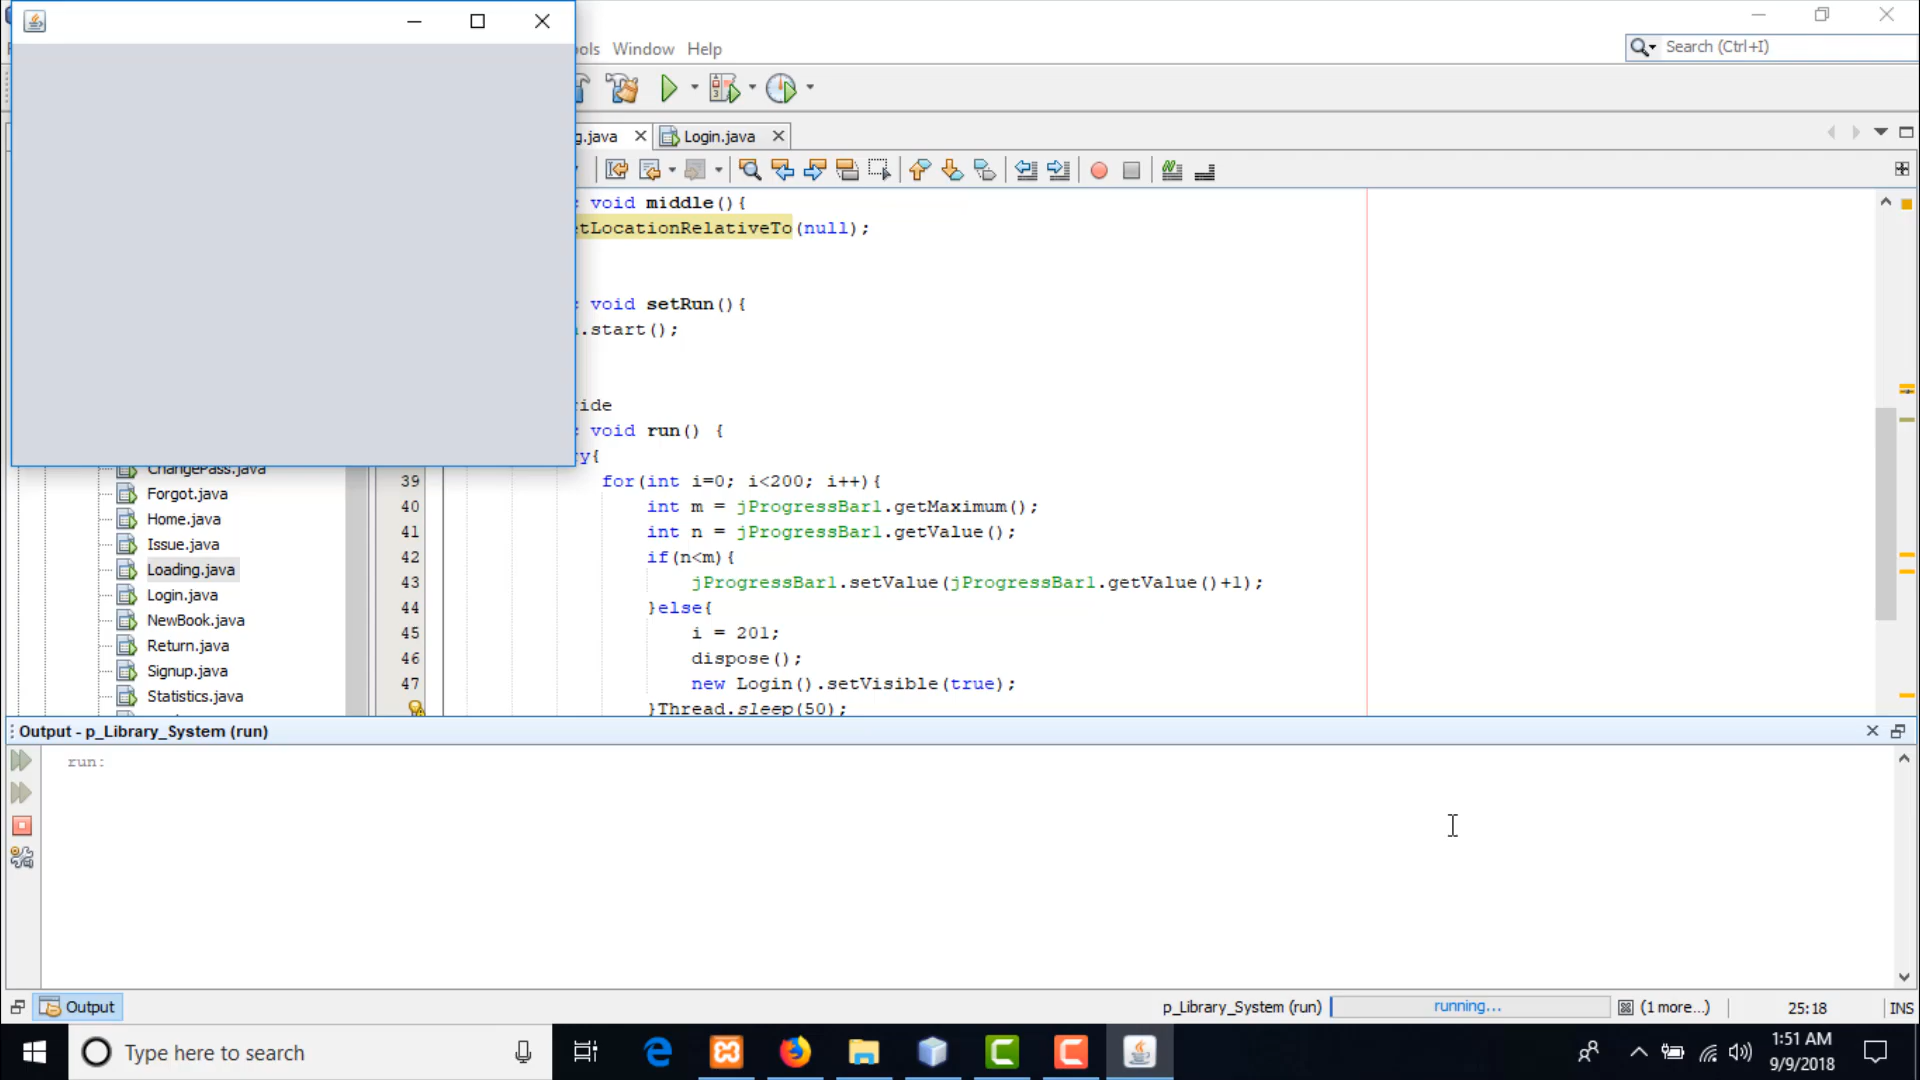 ols Window Help
Search (Ctrl+I)
g.java
Login.java
void middle(){
etLocationRelativeTo(null);
void setRun(){
.start();
ide
void run() {
y{
39 for(int i=0; i<200; i++){
40 int m = jProgressBar1.getMaximum();
41 int n = jProgressBar1.getValue();
42 if(n<m){
43 jProgressBar1.setValue(jProgressBar1.getValue()+1);
44 }else{
45 i = 201;
46 dispose();
47 new Login().setVisible(true);
}Thread.sleep(50);
ChangePass.java
Forgot.java
Home.java
Issue.java
Loading.java
Login.java
NewBook.java
Return.java
Signup.java
Statistics.java
Output - p_Library_System (run)
run:
Output
p_Library_System (run)
running...
(1 more...)
25:18
INS
Type here to search
1:51 AM
9/9/2018